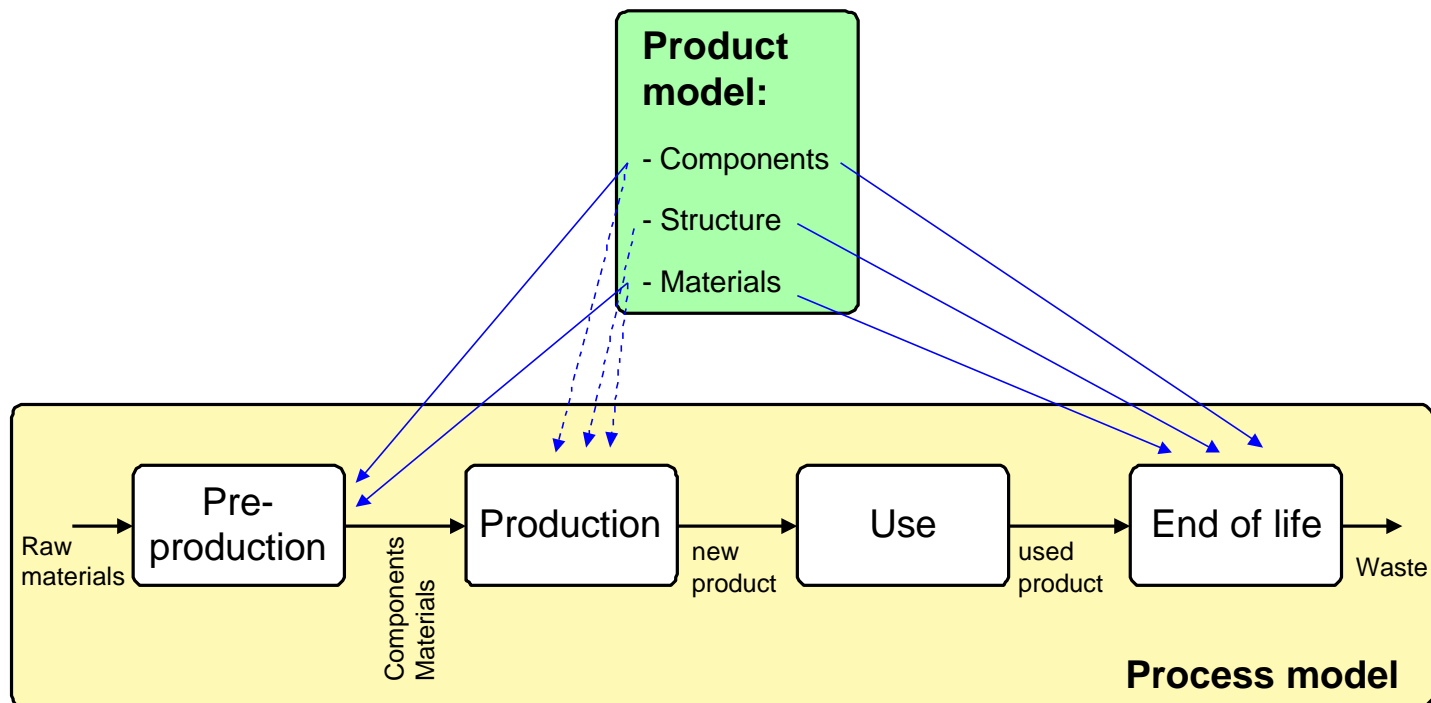 Product
model:
- Components
- Structure
- Materials
Pre-
production
Production
Use
End of life
Raw
materials
Components
Materials
new
product
used
product
Waste
Process model